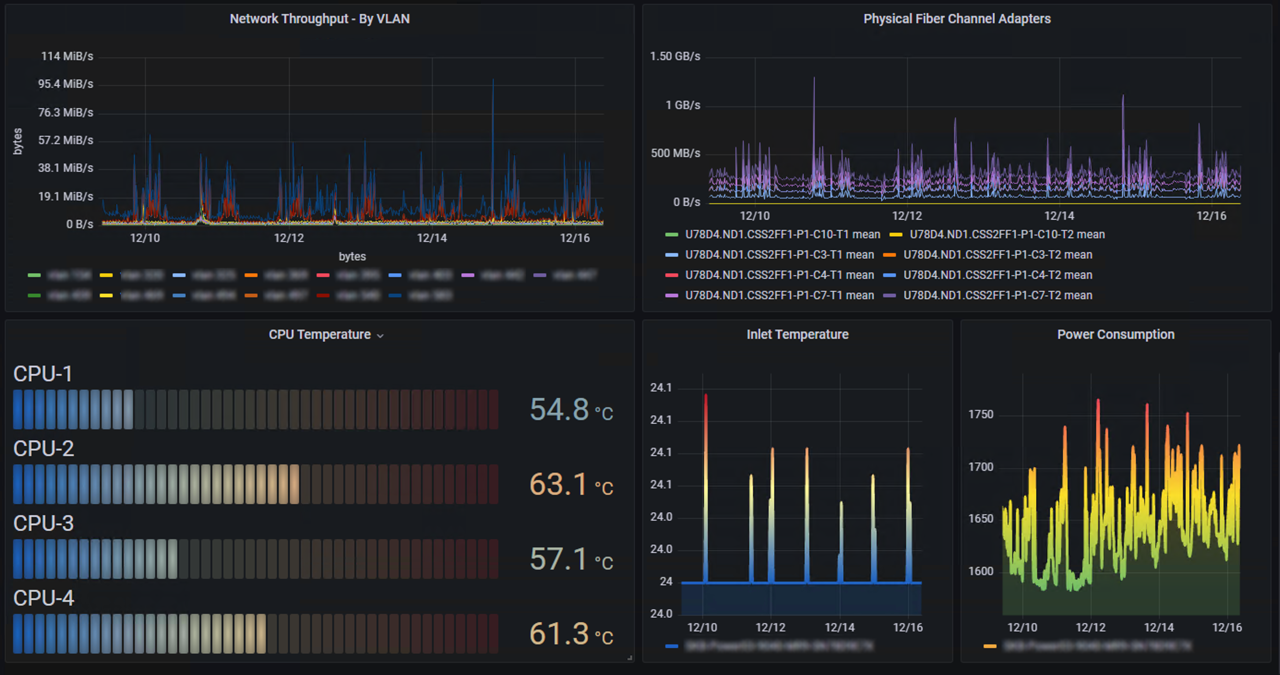 Network Throughput - By VLAN
114 MiB/s
95.4 MiB/s
76.3 MiB/s
57.2 MiB/s
38.1 MiB/s
19.1 MiB/s
0 B/s
bytes
12/10 12/12 12/14 12/16
bytes
Physical Fiber Channel Adapters
1.50 GB/s
1 GB/s
500 MB/s
0 B/s
12/10 12/12 12/14 12/16
U78D4.ND1.CSS2FF1-P1-C10-T1 mean U78D4.ND1.CSS2FF1-P1-C10-T2 mean
U78D4.ND1.CSS2FF1-P1-C3-T1 mean U78D4.ND1.CSS2FF1-P1-C3-T2 mean
U78D4.ND1.CSS2FF1-P1-C4-T1 mean U78D4.ND1.CSS2FF1-P1-C4-T2 mean
U78D4.ND1.CSS2FF1-P1-C7-T1 mean U78D4.ND1.CSS2FF1-P1-C7-T2 mean
CPU Temperature
CPU-1
54.8 °C
CPU-2
63.1 °C
CPU-3
57.1 °C
CPU-4
61.3 °C
Inlet Temperature
24.1
24.1
24.1
24.1
24.0
24.0
24
24.0
12/10 12/12 12/14 12/16
Power Consumption
1750
1700
1650
1600
12/10 12/12 12/14 12/16